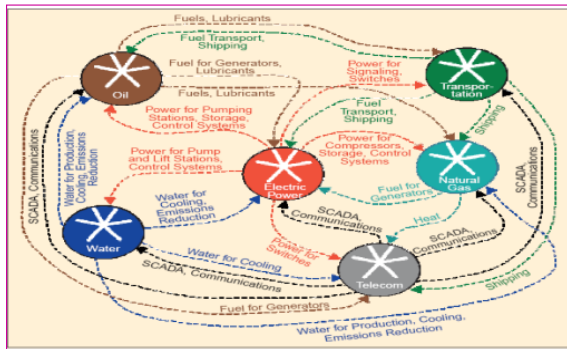 Fuels, Lubricants
Fuel Transport,
Shipping
Fuel for Generators,
Lubricants
Power for
Signaling,
Switches
Oil
Transpor-
tation
Fuels, Lubricants
Fuel
Transport,
Shipping
Shipping
Power for Pumping
Stations, Storage,
Control Systems
Power for
Compressors,
Storage, Control
Systems
Power for Pump
and Lift Stations,
Control Systems
Water for Production,
Cooling, Emissions
Reduction
SCADA, Communications
SCADA, Communications
Electric
Power
Natural
Gas
Fuel for
Generators
Water for
Cooling,
Emissions
Reduction
Heat
SCADA,
Communications
SCADA,
Communications
Water
Water for Cooling
SCADA, Communications
Power for
Switches
Telecom
Shipping
Fuel for Generators
Water for Production, Cooling,
Emissions Reduction